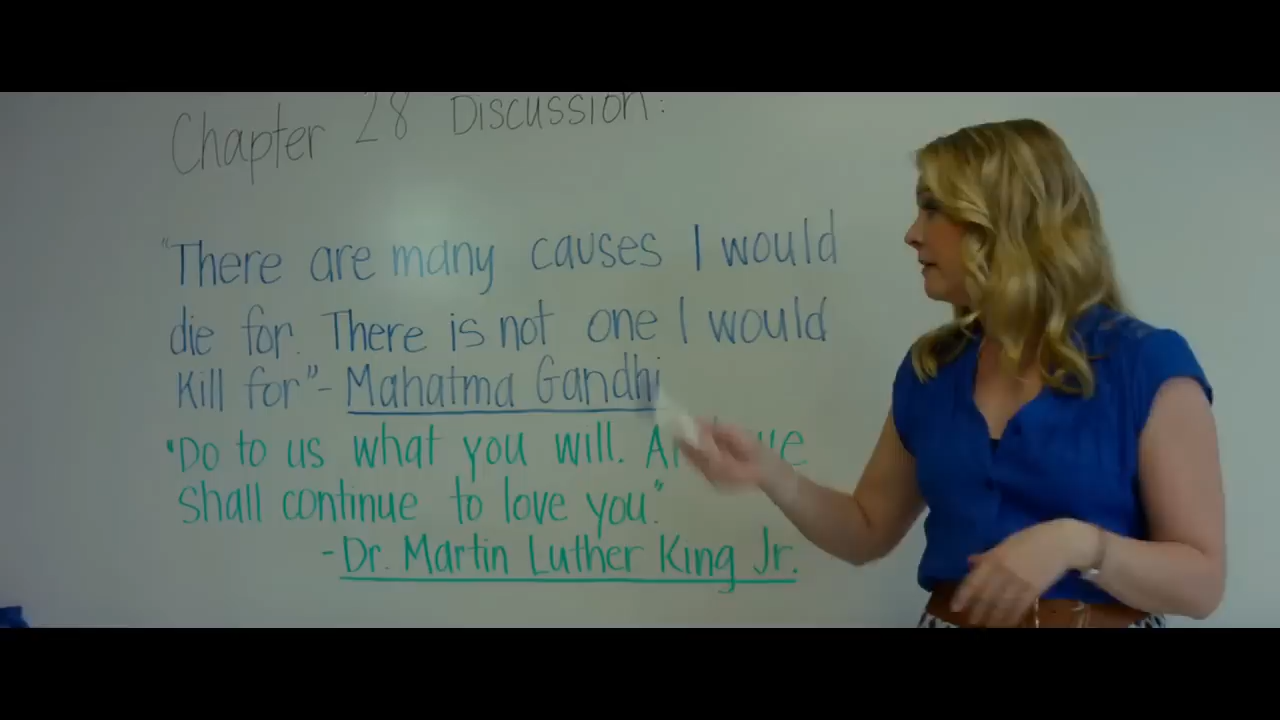 Chapter 28 Discussion:
"There are many causes I would
die for. There is not one I would
Kill for"- Mahatma Gandhi
"Do to us what you will.
Shall continue to love you".
-Dr. Martin Luther King Jr.